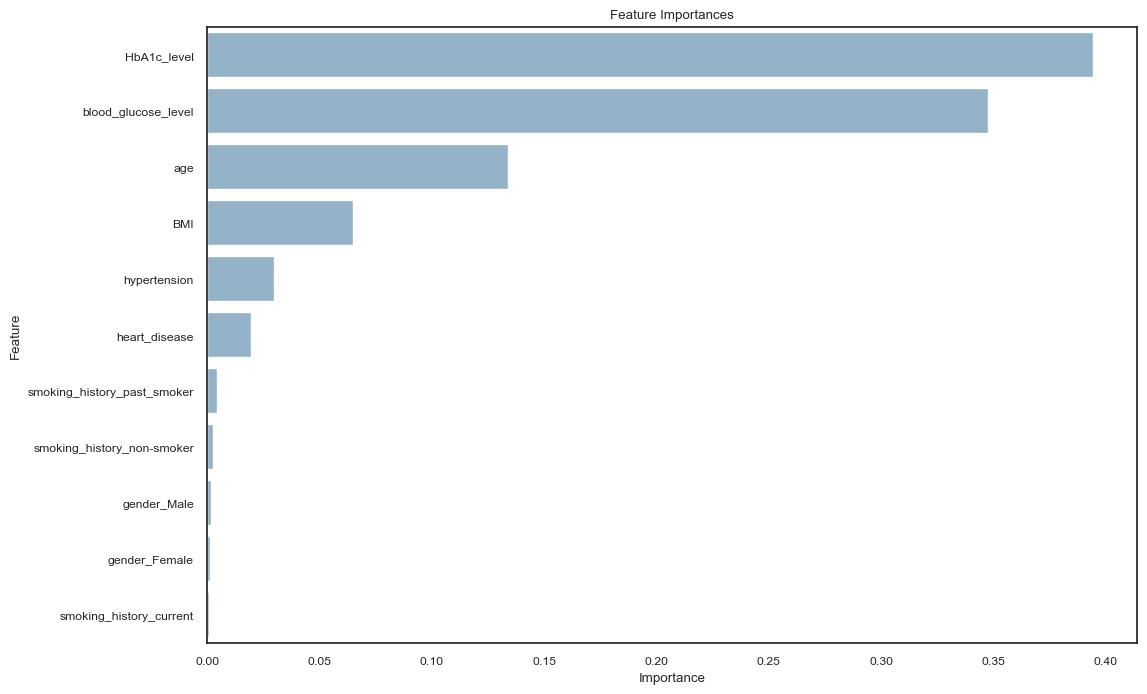 Feature Importances
HbA1c_level
blood_glucose_level
age
BMI
hypertension
heart_disease
smoking_history_past_smoker
smoking_history_non-smoker
gender_Male
gender_Female
smoking_history_current
Feature
0.00 0.05 0.10 0.15 0.20 0.25 0.30 0.35 0.40
Importance